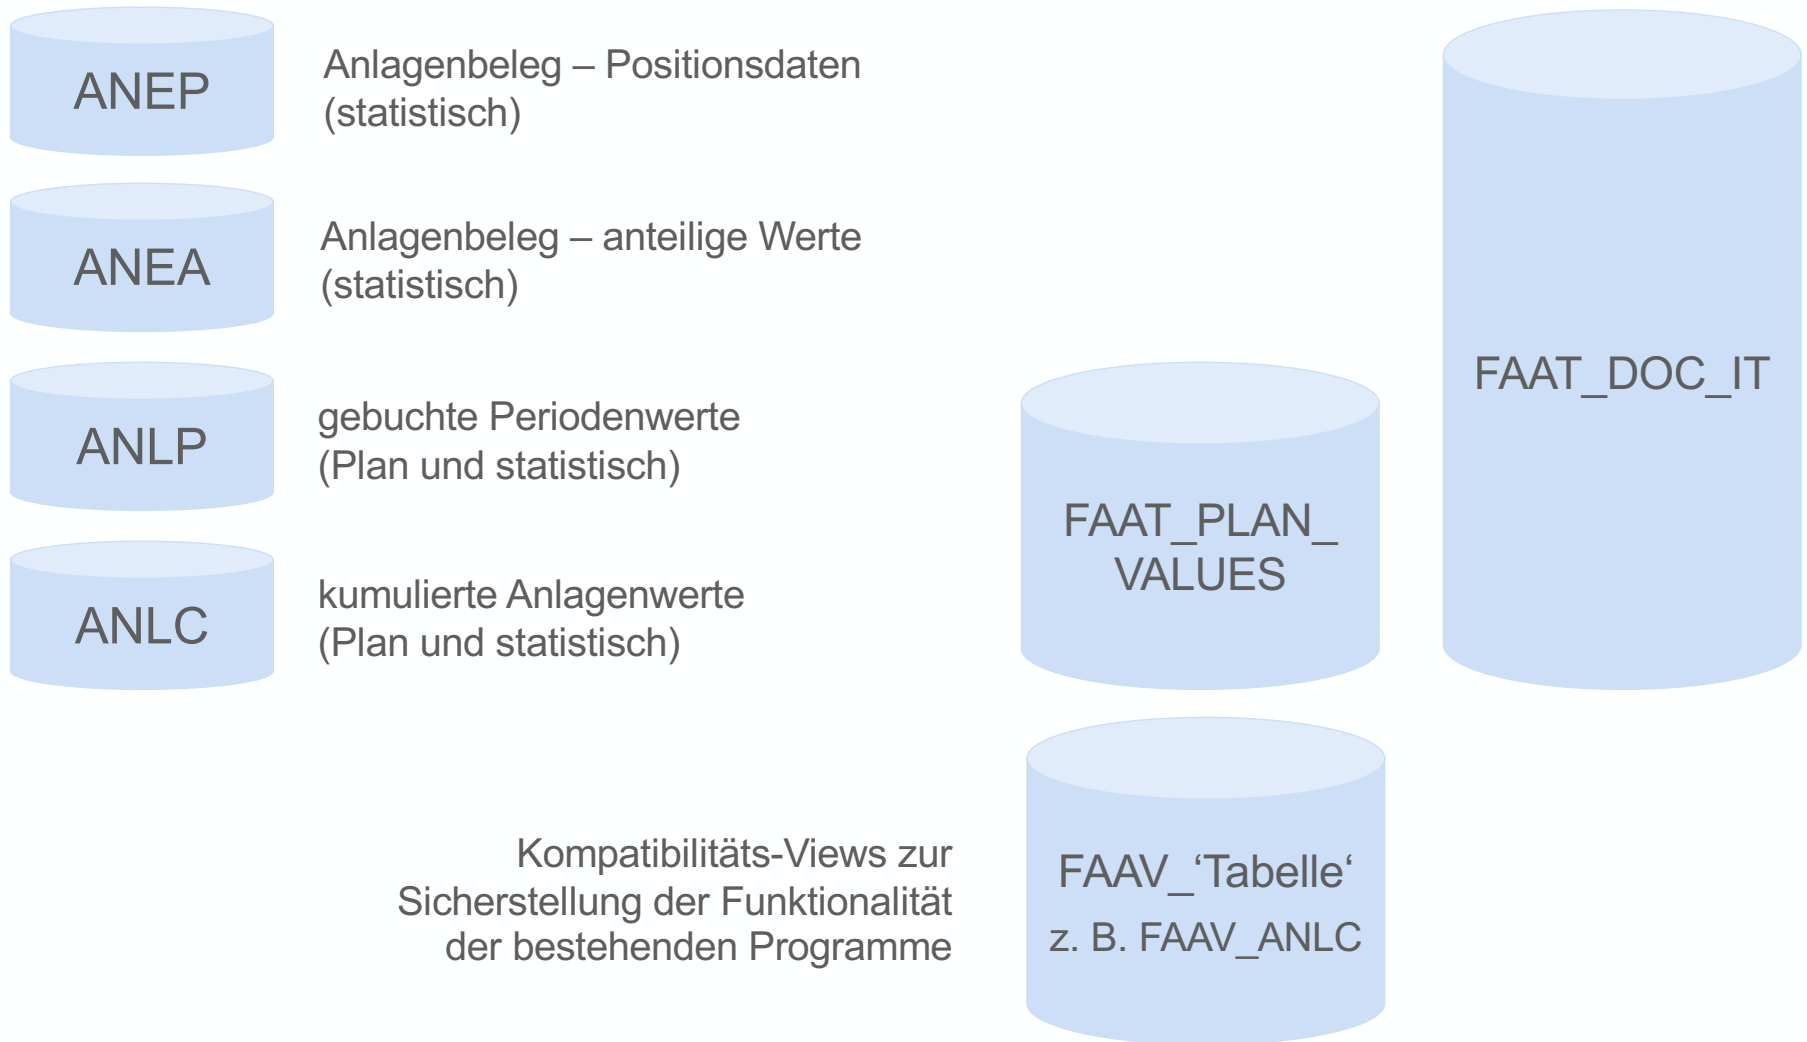 ANEP
Anlagenbeleg – Positionsdaten
(statistisch)
ANEA
Anlagenbeleg – anteilige Werte
(statistisch)
ANLP
gebuchte Periodenwerte
(Plan und statistisch)
ANLC
kumulierte Anlagenwerte
(Plan und statistisch)
FAAT_PLAN_
VALUES
FAAT_DOC_IT
Kompatibilitäts-Views zur
Sicherstellung der Funktionalität
der bestehenden Programme
FAAV_‘Tabelle‘
z. B. FAAV_ANLC